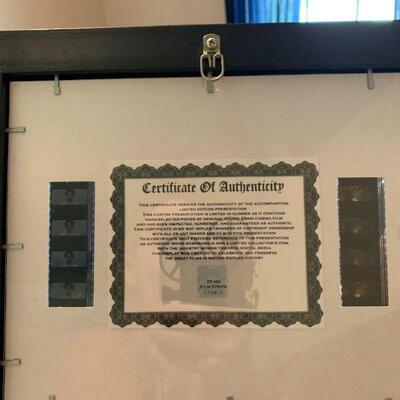 Certificate Of Authenticity
THIS CERTIFICATE VERIFIES THE AUTHENTICITY OF THE ACCOMPANYING
LIMITED EDITION PRESENTATION
THIS CUSTOM PRESENTATION IS LIMITED IN NUMBER AS IT CONTAINS
HAND-SELECTED PIECES OF ORIGINAL 35MM CINEMA FILM
AND HAS BEEN INSPECTED, NUMBERED, AND GUARANTEED AS AUTHENTIC
THIS CERTIFICATE IN NO WAY IMPLIES TRANSFER OF COPYRIGHT OWNERSHIP
WITH ALL OR ANY IMAGES AND FILM IN THIS PRESENTATION
THIS CERTIFICATE ONLY PROVIDES REFERENCE TO THIS PRESENTATION
AS AUTHENTIC MOVIE MEMORABILIA AND A LIMITED COLLECTOR'S ITEM
WITH THE INDUSTRY MOVING TOWARDS DIGITAL MEDIA
THIS DISPLAY WAS CREATED TO CELEBRATE AND PRESERVE
THE GREAT FILMS IN MOTION PICTURE HISTORY
35 MM
FILM STRIPS